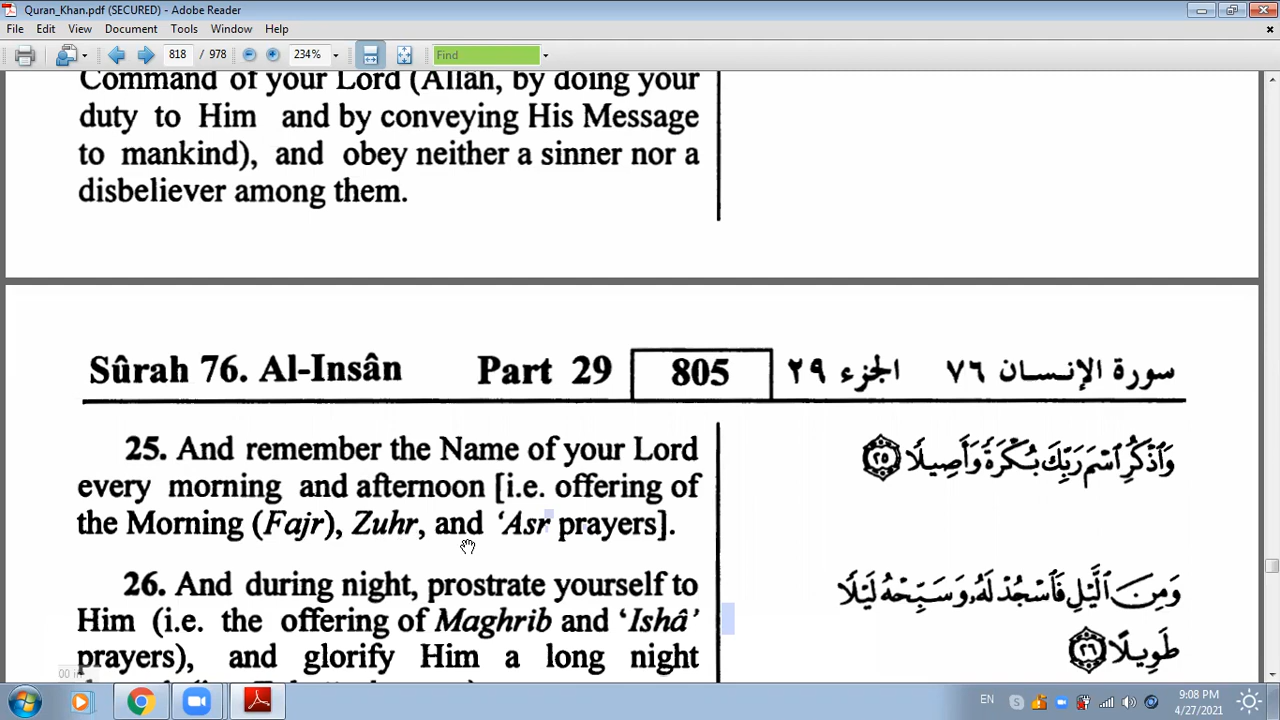 Quran_Khan.pdf (SECURED) - Adobe Reader
File Edit View Document Tools Window Help
818 / 978 234% Find
Command of your Lord (Allâh, by doing your
duty to Him and by conveying His Message
to mankind), and obey neither a sinner nor a
disbeliever among them.
Sûrah 76. Al-Insân Part 29 805 الجزء ٢٩ سورة الإنسان ٧٦
25. And remember the Name of your Lord
every morning and afternoon [i.e. offering of
the Morning (Fajr), Zuhr, and ‘Asr prayers].
وَٱذْكُرِ ٱسْمَ رَبِّكَ بُكْرَةً وَأَصِيلًا ٢٥
26. And during night, prostrate yourself to
Him (i.e. the offering of Maghrib and ‘Ishâ’
prayers), and glorify Him a long night
وَمِنَ ٱلَّيْلِ فَٱسْجُدْ لَهُۥ وَسَبِّحْهُ لَيْلًا
طَوِيلًا ٢٦
EN 9:08 PM
4/27/2021